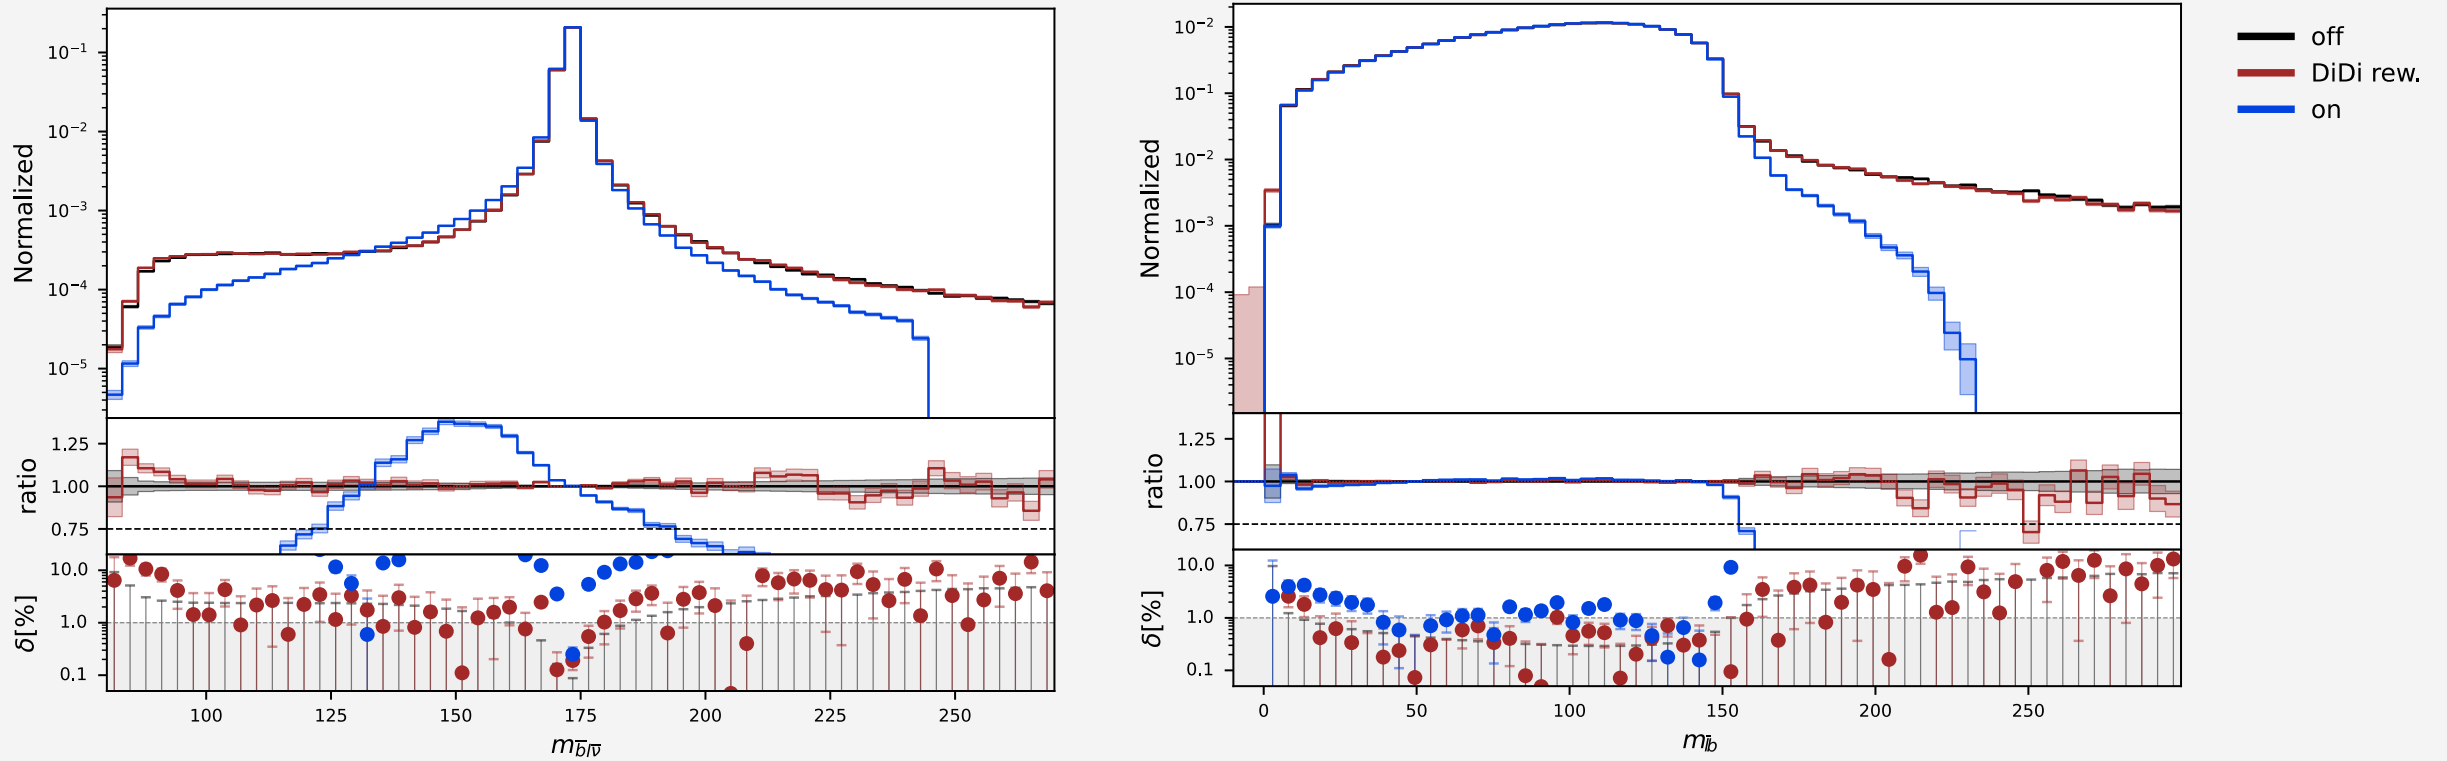 Normalized
10⁻¹
10⁻²
10⁻³
10⁻⁴
10⁻⁵
ratio
1.25
1.00
0.75
δ[%]
10.0
1.0
0.1
100 125 150 175 200 225 250
m_{b̅l̅ν̅}
Normalized
10⁻²
10⁻¹
10⁻²
10⁻³
10⁻⁴
10⁻⁵
ratio
1.25
1.00
0.75
δ[%]
10.0
1.0
0.1
0 50 100 150 200 250
m_{l̅b}
off
DiDi rew.
on